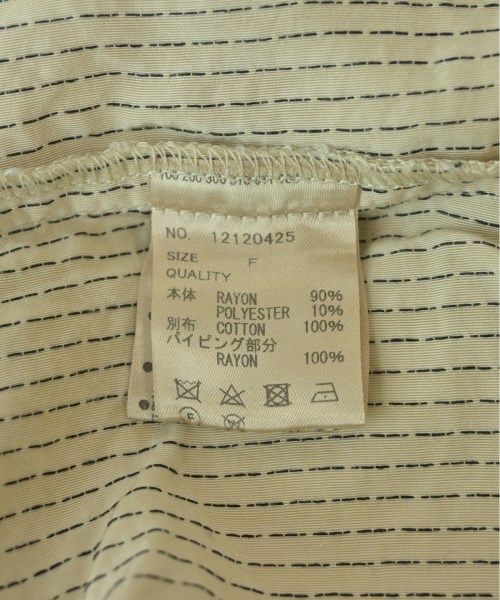 NO. 12120425
SIZE F
QUALITY
本体 RAYON 90%
POLYESTER 10%
別布 COTTON 100%
パイピング部分
RAYON 100%